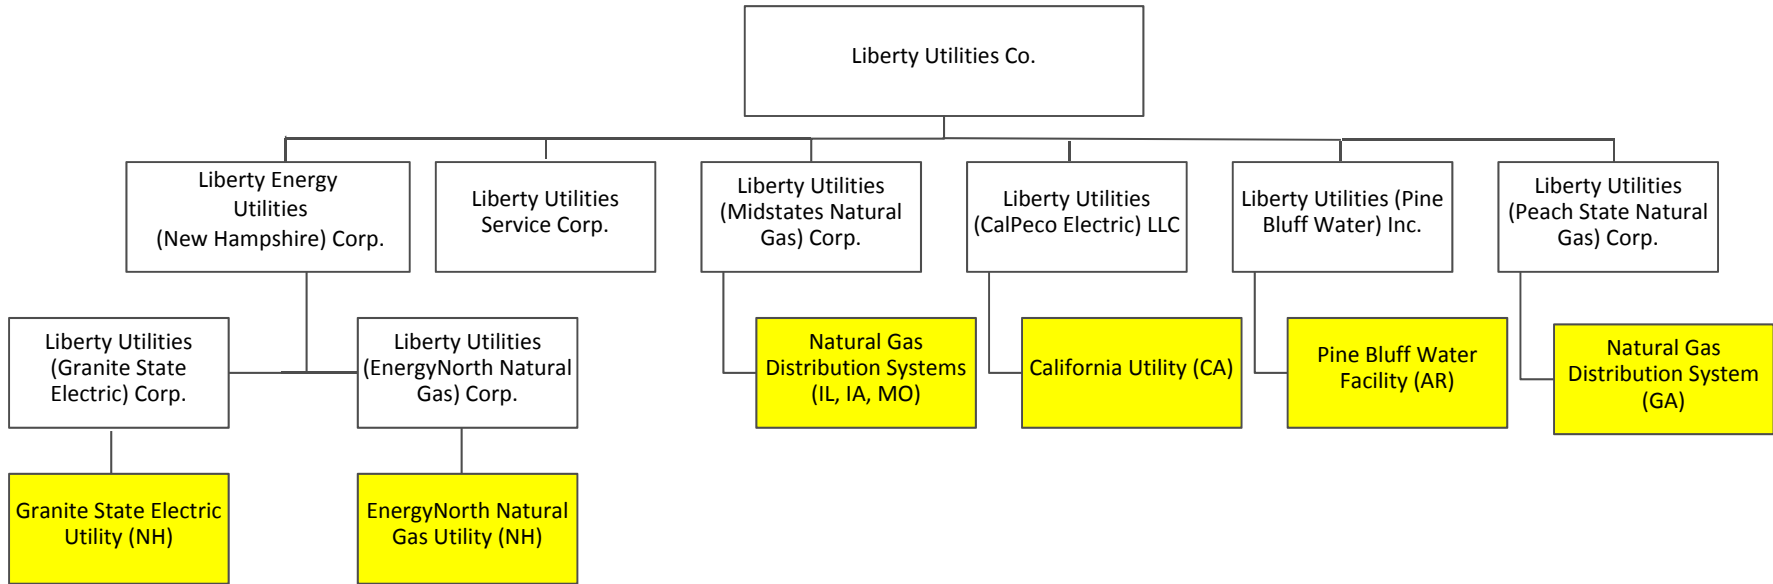 Liberty Utilities Co.
Liberty Energy
Utilities
(New Hampshire) Corp.
Liberty Utilities
Service Corp.
Liberty Utilities
(Midstates Natural
Gas) Corp.
Liberty Utilities
(CalPeco Electric) LLC
Liberty Utilities (Pine
Bluff Water) Inc.
Liberty Utilities
(Peach State Natural
Gas) Corp.
Liberty Utilities
(Granite State
Electric) Corp.
Liberty Utilities
(EnergyNorth Natural
Gas) Corp.
Natural Gas
Distribution Systems
(IL, IA, MO)
California Utility (CA)
Pine Bluff Water
Facility (AR)
Natural Gas
Distribution System
(GA)
Granite State Electric
Utility (NH)
EnergyNorth Natural
Gas Utility (NH)